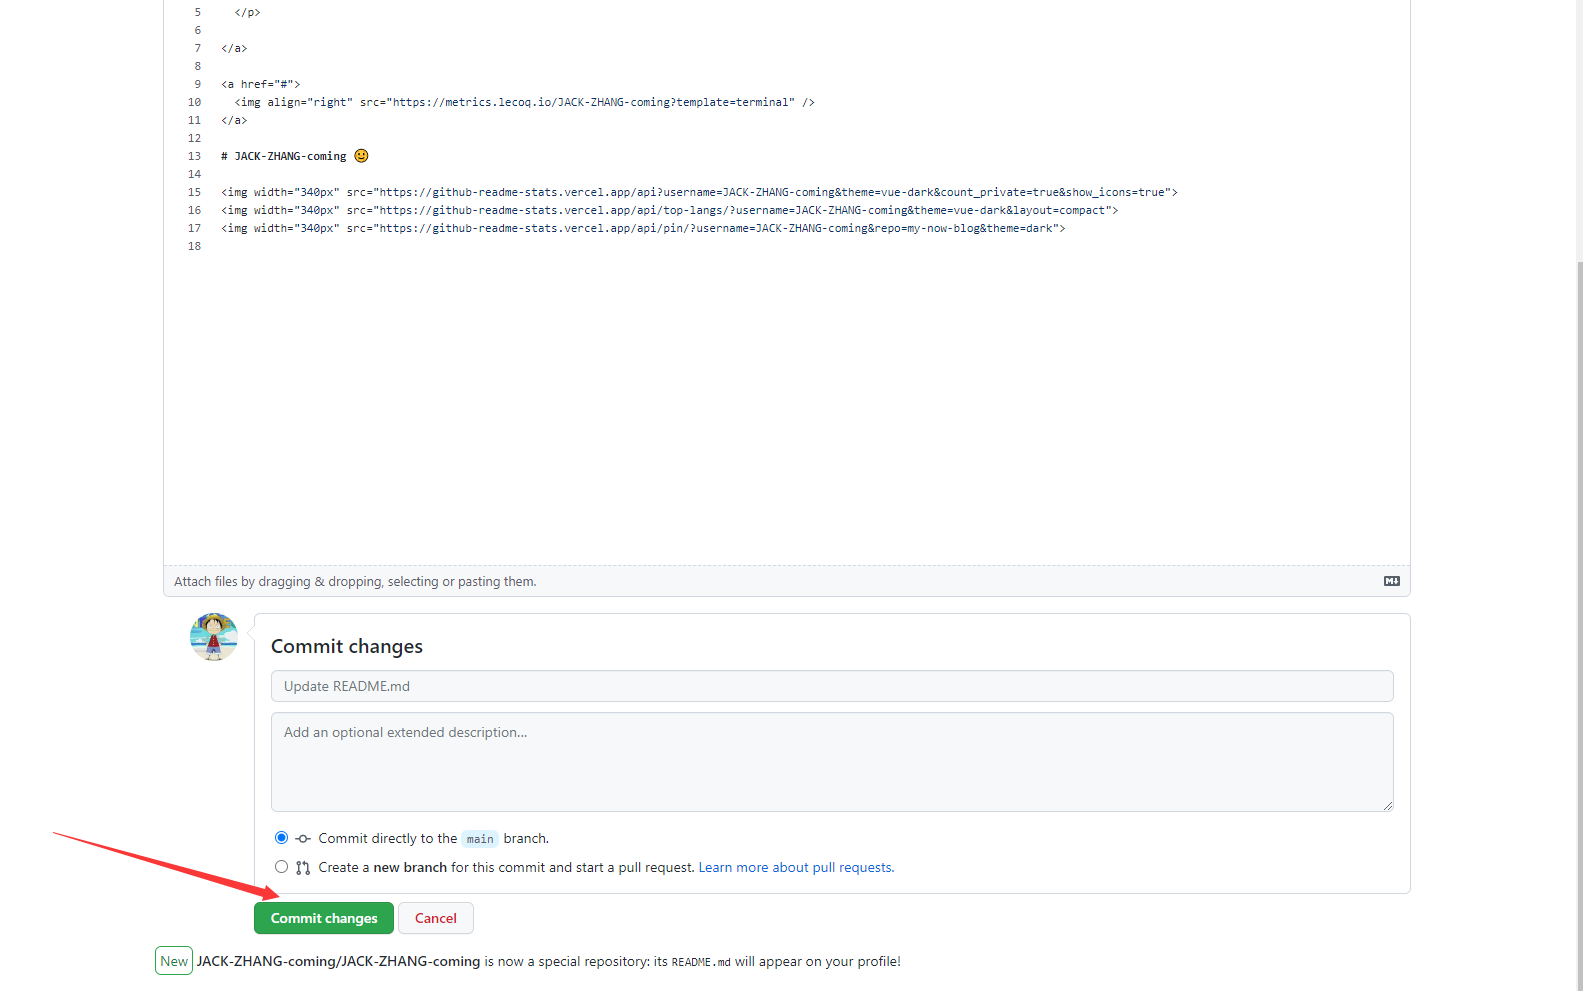 5 </p>
6
7 </a>
8
9 <a href="#">
10 <img align="right" src="https://metrics.lecoq.io/JACK-ZHANG-coming?template=terminal" />
11 </a>
12
13 # JACK-ZHANG-coming 🙂
14
15 <img width="340px" src="https://github-readme-stats.vercel.app/api?username=JACK-ZHANG-coming&theme=vue-dark&count_private=true&show_icons=true">
16 <img width="340px" src="https://github-readme-stats.vercel.app/api/top-langs/?username=JACK-ZHANG-coming&theme=vue-dark&layout=compact">
17 <img width="340px" src="https://github-readme-stats.vercel.app/api/pin/?username=JACK-ZHANG-coming&repo=my-now-blog&theme=dark">
18
Attach files by dragging & dropping, selecting or pasting them.
Commit changes
Update README.md
Add an optional extended description...
Commit directly to the main branch.
Create a new branch for this commit and start a pull request. Learn more about pull requests.
Commit changes Cancel
New JACK-ZHANG-coming/JACK-ZHANG-coming is now a special repository: its README.md will appear on your profile!